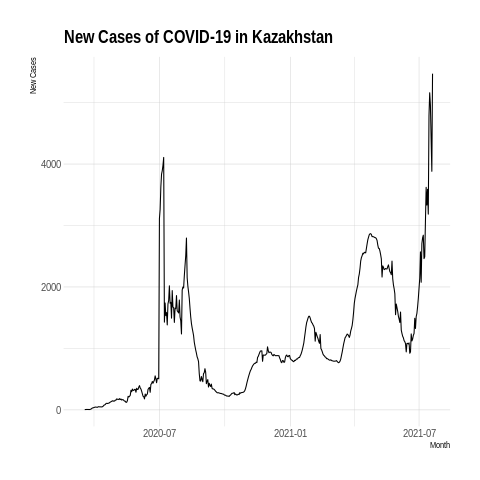 New Cases of COVID-19 in Kazakhstan
New Cases
4000
2000
0
2020-07
2021-01
2021-07
Month